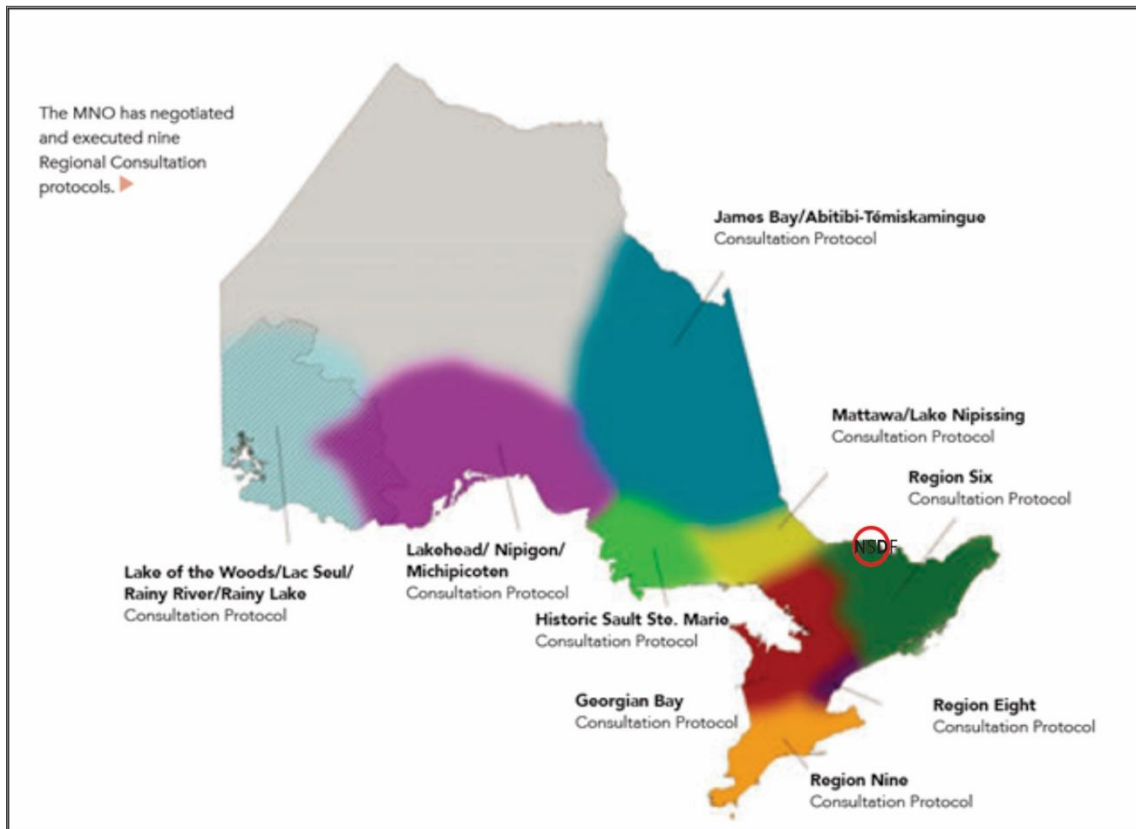 The MNO has negotiated
and executed nine
Regional Consultation
protocols.
James Bay/Abitibi-Témiskamingue
Consultation Protocol
Mattawa/Lake Nipissing
Consultation Protocol
Region Six
Consultation Protocol
NSDF
Lake of the Woods/Lac Seul/
Rainy River/Rainy Lake
Consultation Protocol
Lakehead/ Nipigon/
Michipicoten
Consultation Protocol
Historic Sault Ste. Marie
Consultation Protocol
Georgian Bay
Consultation Protocol
Region Eight
Consultation Protocol
Region Nine
Consultation Protocol